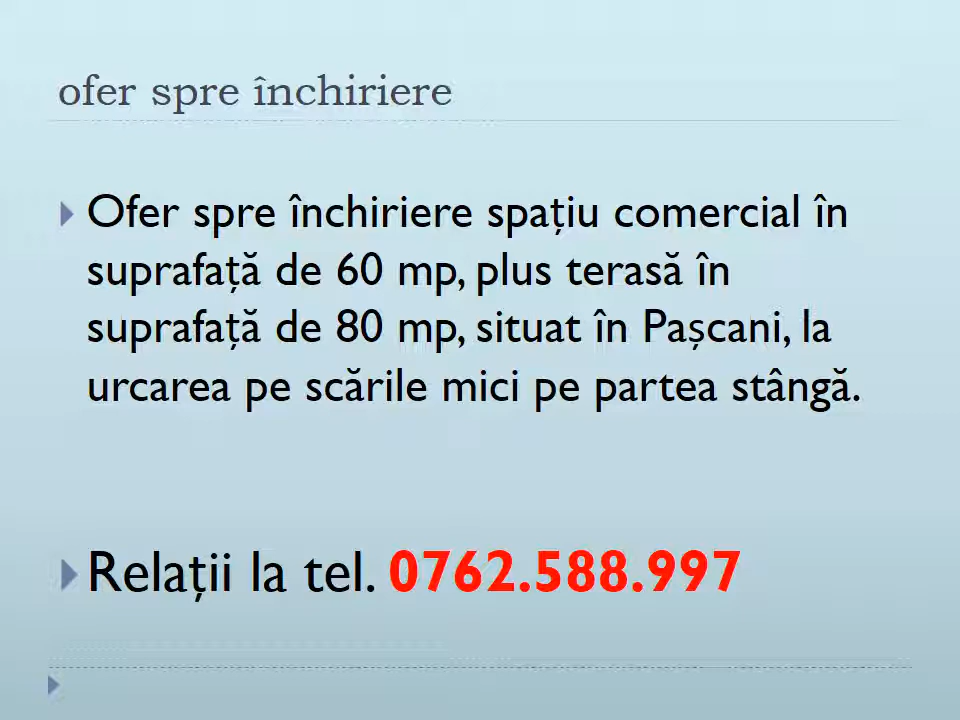 ofer spre închiriere
Ofer spre închiriere spațiu comercial în
suprafață de 60 mp, plus terasă în
suprafață de 80 mp, situat în Pașcani, la
urcarea pe scările mici pe partea stângă.
Relații la tel. 0762.588.997